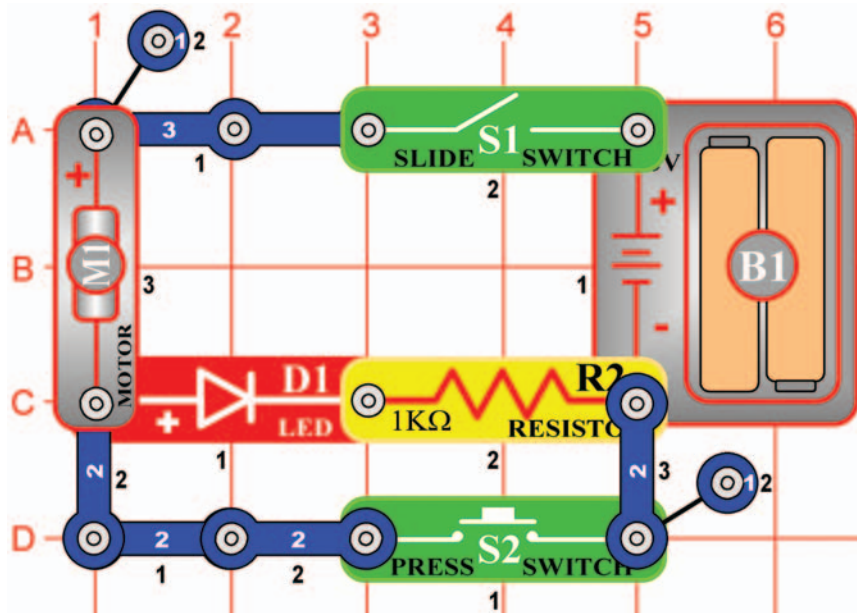 1 2 3 4 5 6
1 2
A 3 S1
SLIDE SWITCH V
1 2
+ +
M1 B 3 1 B1
MOTOR -
D1 R2
C + LED 1KΩ RESISTO
2 2 1 2 2 3 1 2
D 2 2 S2
PRESS SWITCH
1 2 1